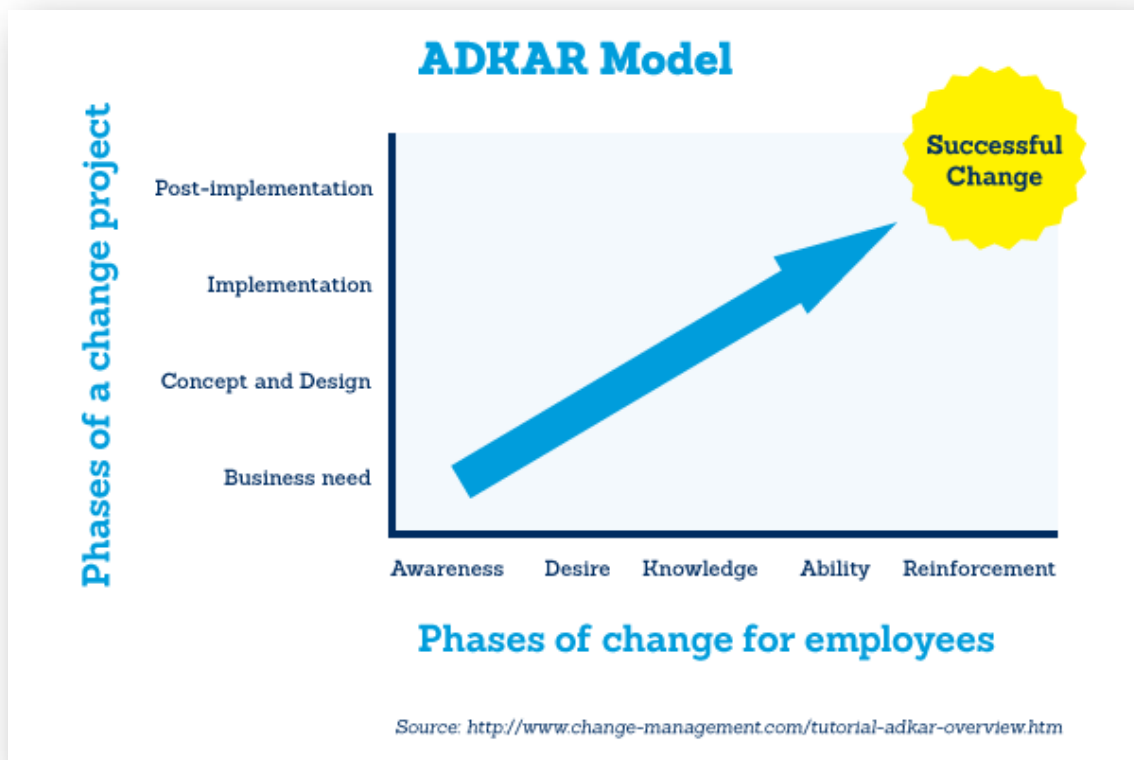 ADKAR Model
Successful
Change
Phases of a change project
Post-implementation
Implementation
Concept and Design
Business need
Awareness Desire Knowledge Ability Reinforcement
Phases of change for employees
Source: http://www.change-management.com/tutorial-adkar-overview.htm